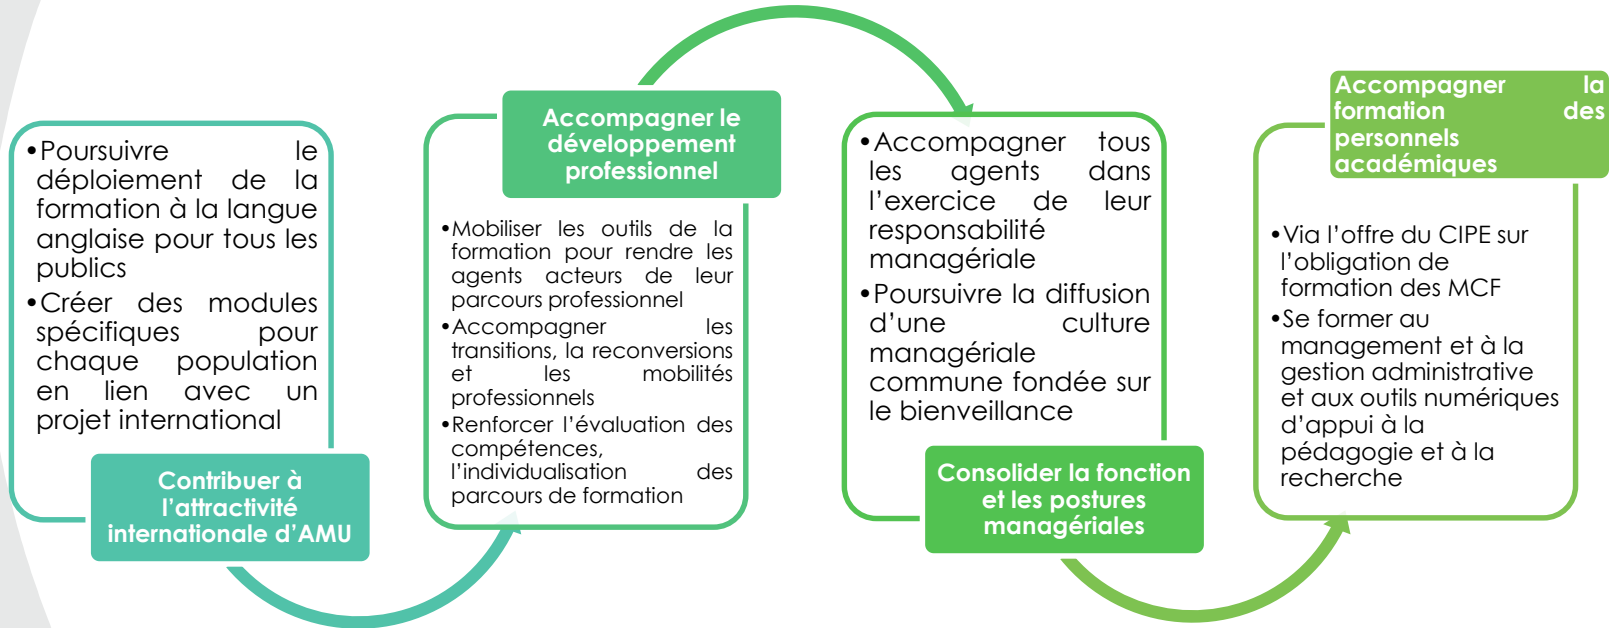 •Poursuivre le
déploiement de la
formation à la langue
anglaise pour tous les
publics
•Créer des modules
spécifiques pour
chaque population
en lien avec un
projet international
Contribuer à
l’attractivité
internationale d’AMU
Accompagner le
développement
professionnel
•Mobiliser les outils de la
formation pour rendre les
agents acteurs de leur
parcours professionnel
•Accompagner les
transitions, la reconversions
et les mobilités
professionnels
•Renforcer l’évaluation des
compétences,
l’individualisation des
parcours de formation
•Accompagner tous
les agents dans
l’exercice de leur
responsabilité
managériale
•Poursuivre la diffusion
d’une culture
managériale
commune fondée sur
le bienveillance
Consolider la fonction
et les postures
managériales
Accompagner la
formation des
personnels
académiques
•Via l’offre du CIPE sur
l’obligation de
formation des MCF
•Se former au
management et à la
gestion administrative
et aux outils numériques
d’appui à la
pédagogie et à la
recherche